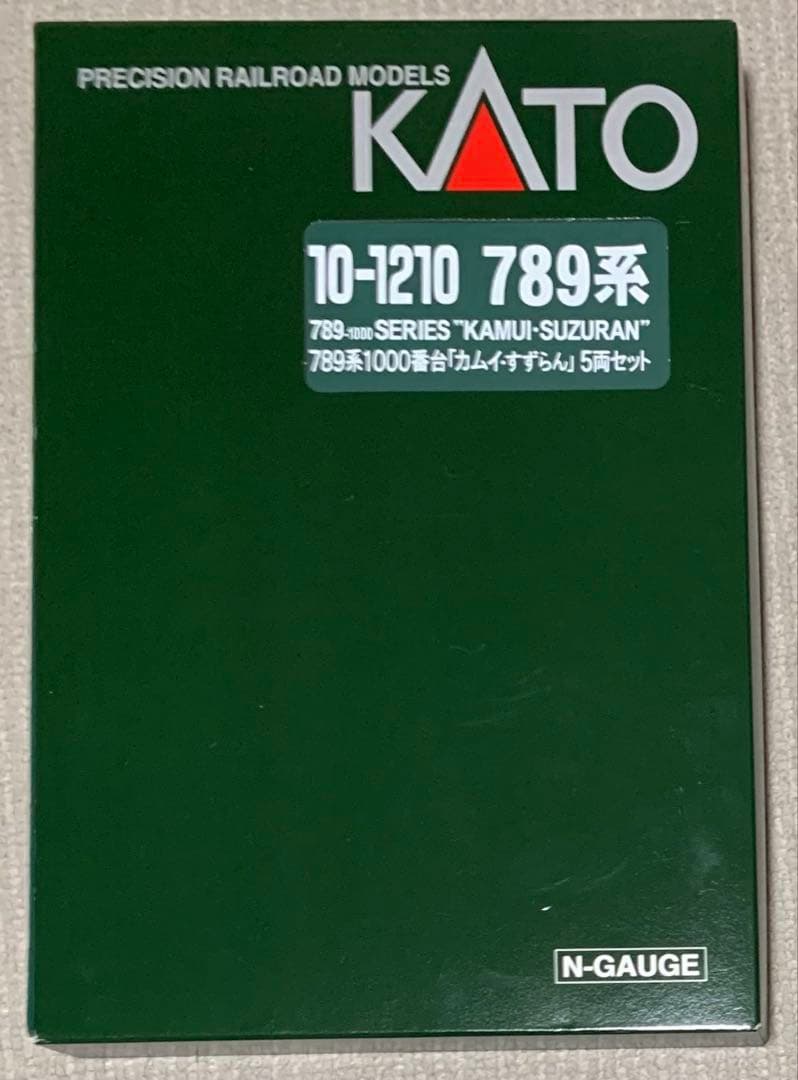 PRECISION RAILROAD MODELS
KATO
10-1210 789系
789-1000 SERIES "KAMUI·SUZURAN"
789系1000番台「カムイ・すずらん」5両セット
N-GAUGE